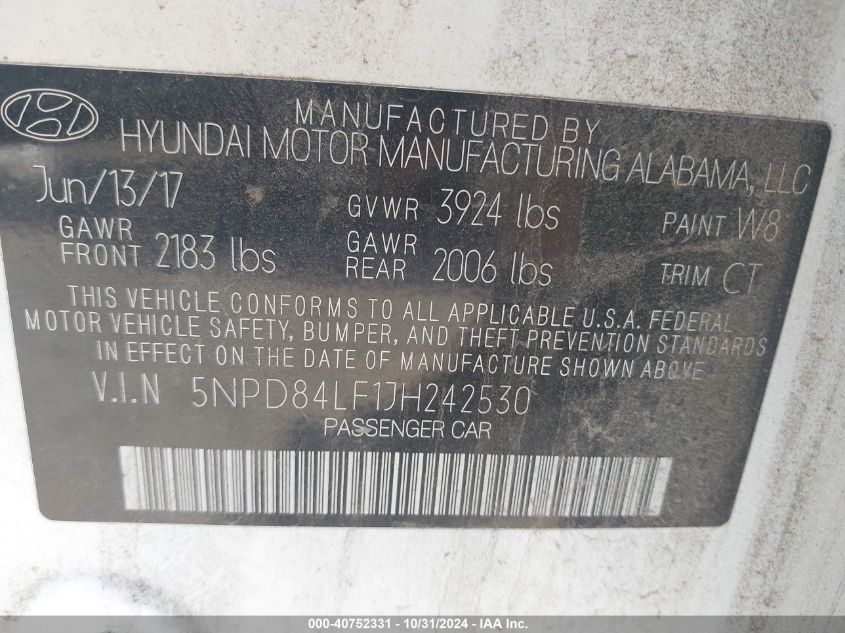 MANUFACTURED BY
HYUNDAI MOTOR MANUFACTURING ALABAMA, LLC
Jun/13/17 GVWR 3924 lbs PAINT W8
GAWR FRONT 2183 lbs GAWR REAR 2006 lbs TRIM CT
THIS VEHICLE CONFORMS TO ALL APPLICABLE U.S.A. FEDERAL
MOTOR VEHICLE SAFETY, BUMPER, AND THEFT PREVENTION STANDARDS
IN EFFECT ON THE DATE OF MANUFACTURE SHOWN ABOVE.
V.I.N 5NPD84LF1JH242530
PASSENGER CAR
000-40752331 - 10/31/2024 - IAA Inc.